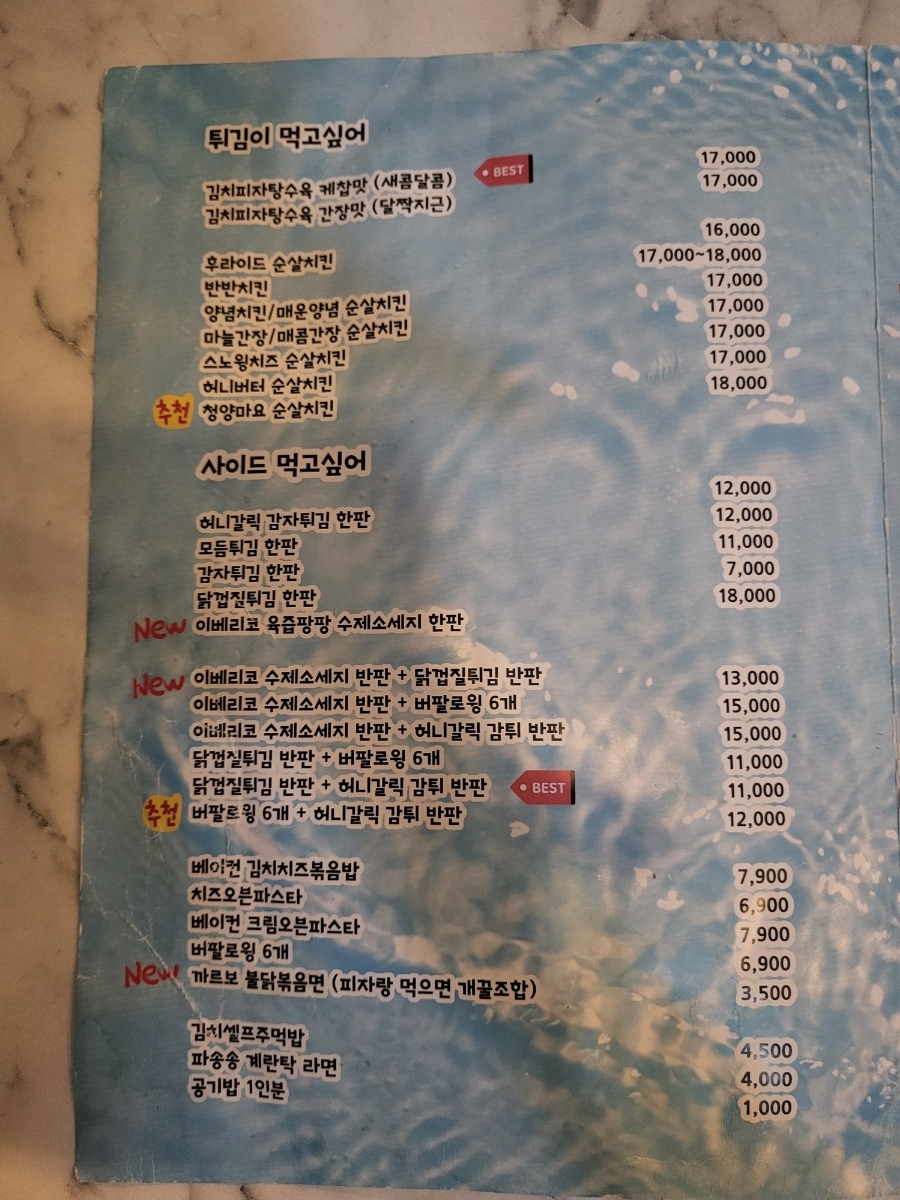 튀김이 먹고싶어
김치피자탕수육 케찹맛 (새콤달콤) BEST 17,000
김치피자탕수육 간장맛 (달짝지근) 17,000
후라이드 순살치킨 16,000
반반치킨 17,000~18,000
양념치킨/매운양념 순살치킨 17,000
마늘간장/매콤간장 순살치킨 17,000
스노윙치즈 순살치킨 17,000
허니버터 순살치킨 17,000
추천 청양마요 순살치킨 18,000
사이드 먹고싶어
허니갈릭 감자튀김 한판 12,000
모듬튀김 한판 12,000
감자튀김 한판 11,000
닭껍질튀김 한판 7,000
New 이베리코 육즙팡팡 수제소세지 한판 18,000
New 이베리코 수제소세지 반판 + 닭껍질튀김 반판 13,000
이베리코 수제소세지 반판 + 버팔로윙 6개 15,000
이베리코 수제소세지 반판 + 허니갈릭 감튀 반판 15,000
닭껍질튀김 반판 + 버팔로윙 6개 11,000
닭껍질튀김 반판 + 허니갈릭 감튀 반판 BEST 11,000
추천 버팔로윙 6개 + 허니갈릭 감튀 반판 12,000
베이컨 김치치즈볶음밥 7,900
치즈오븐파스타 6,900
베이컨 크림오븐파스타 7,900
버팔로윙 6개 6,900
New 까르보 불닭볶음면 (피자랑 먹으면 개꿀조합) 3,500
김치셀프주먹밥 4,500
파송송 계란탁 라면 4,000
공기밥 1인분 1,000